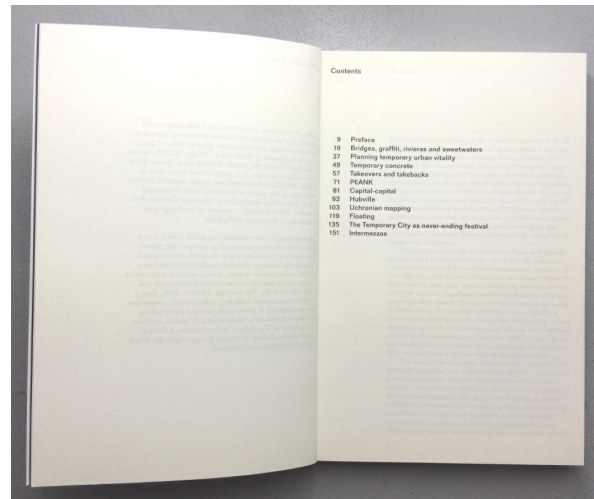 Contents
9 Preface
19 Bridges, graffiti, rivieras and sweetwaters
37 Planning temporary urban vitality
49 Temporary concrete
57 Takeovers and takebacks
71 P£ANK
81 Capital-capital
93 Hubville
103 Uchronian mapping
119 Floating
135 The Temporary City as never-ending festival
151 Intermezzos